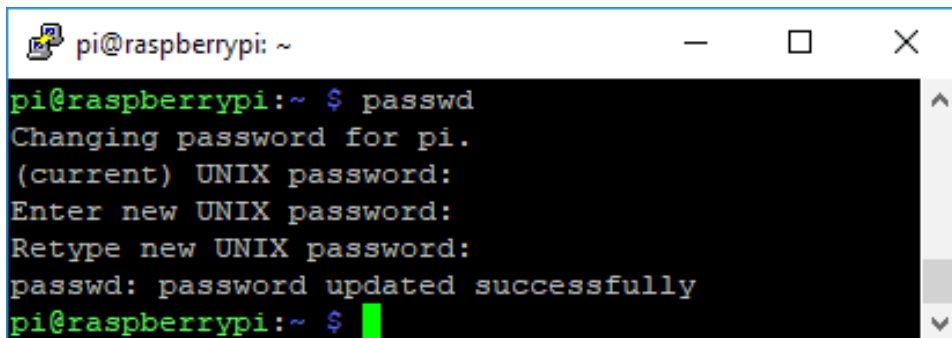 pi@raspberrypi: ~
pi@raspberrypi:~ $ passwd
Changing password for pi.
(current) UNIX password:
Enter new UNIX password:
Retype new UNIX password:
passwd: password updated successfully
pi@raspberrypi:~ $